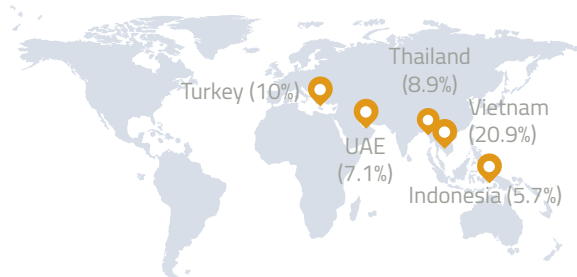 Thailand
(8.9%)
Turkey (10%)
Vietnam
(20.9%)
UAE
(7.1%)
Indonesia (5.7%)